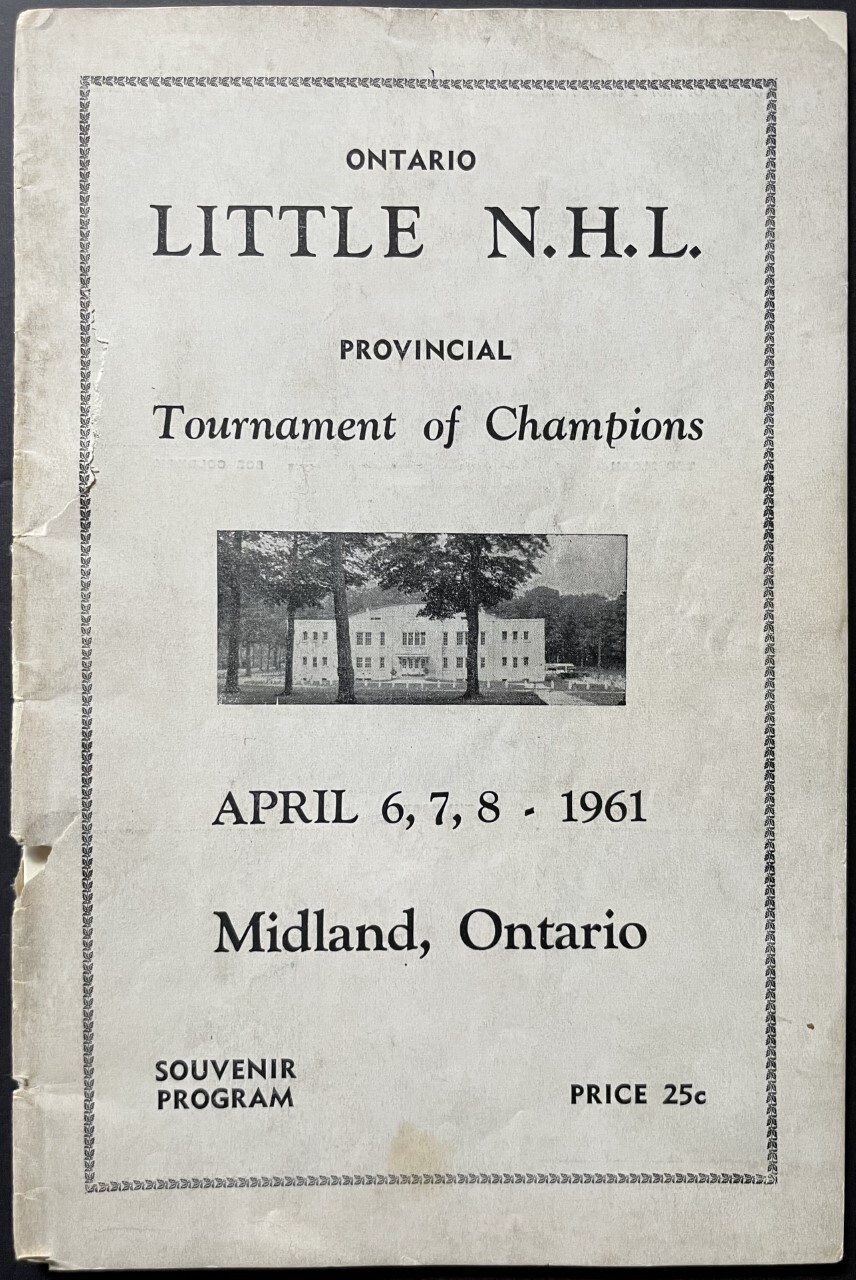 ONTARIO
LITTLE N.H.L.
PROVINCIAL
Tournament of Champions
APRIL 6, 7, 8 - 1961
Midland, Ontario
SOUVENIR
PROGRAM
PRICE 25c